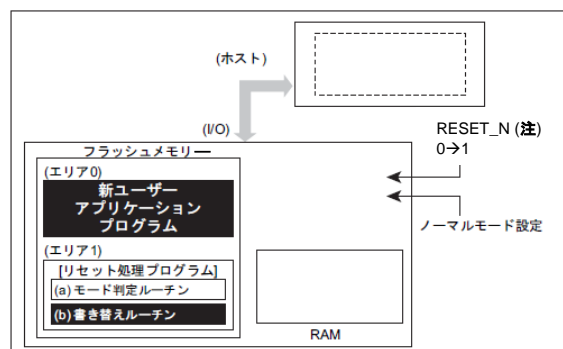 (ホスト)
(I/O)
RESET_N (注)
0→1
フラッシュメモリー
(エリア0)
新ユーザー
アプリケーション
プログラム
ノーマルモード設定
(エリア1)
[リセット処理プログラム]
(a) モード判定ルーチン
(b) 書き替えルーチン
RAM